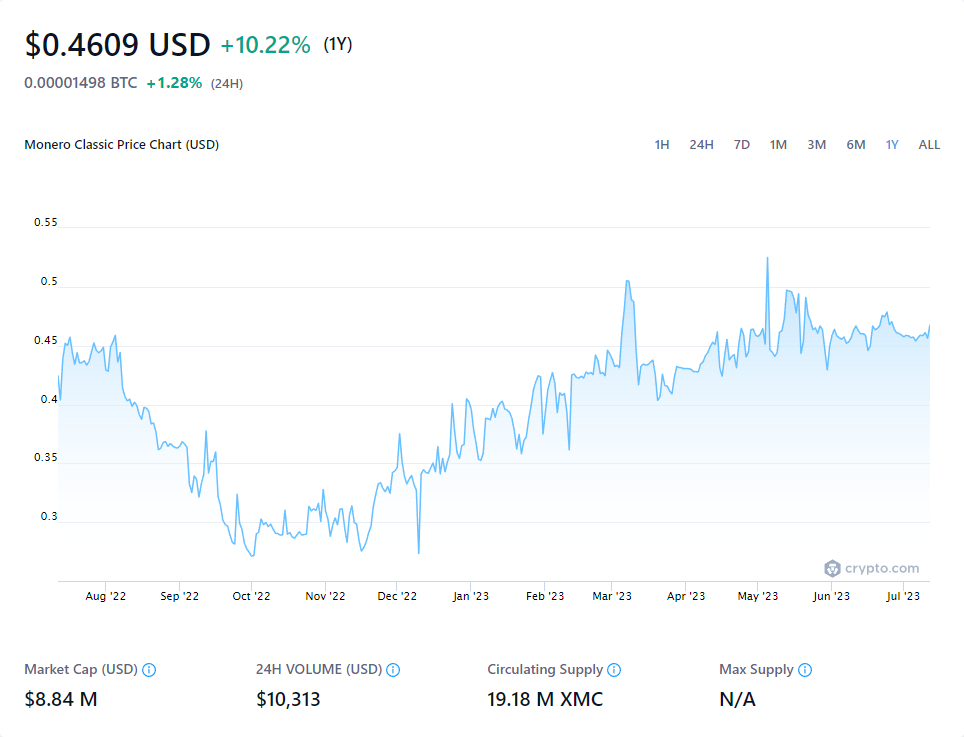 $0.4609 USD +10.22% (1Y)
0.00001498 BTC +1.28% (24H)
Monero Classic Price Chart (USD) 1H 24H 7D 1M 3M 6M 1Y ALL
0.55
0.5
0.45
0.4
0.35
0.3
crypto.com
Aug '22 Sep '22 Oct '22 Nov '22 Dec '22 Jan '23 Feb '23 Mar '23 Apr '23 May '23 Jun '23 Jul '23
Market Cap (USD) 24H VOLUME (USD) Circulating Supply Max Supply
$8.84 M $10,313 19.18 M XMC N/A